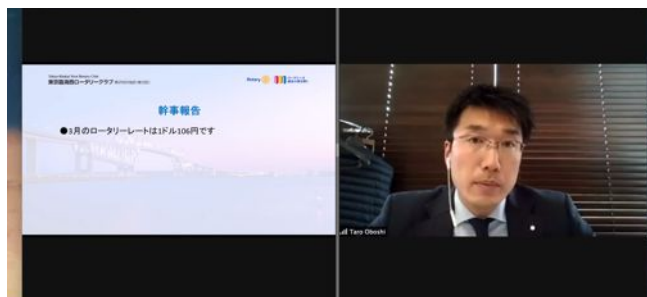 東京臨海西ロータリークラブ
Rotary
幹事報告
●3月のロータリーレートは1ドル106円です
Taro Oboshi